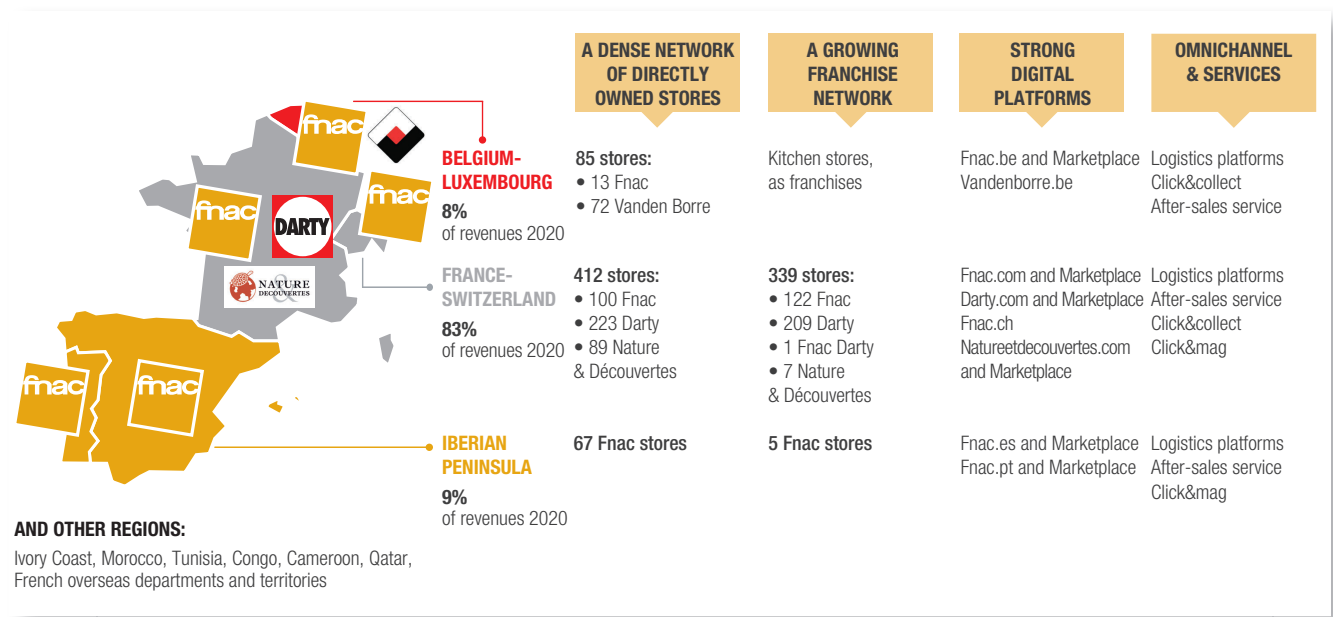 A DENSE NETWORK
OF DIRECTLY
OWNED STORES
A GROWING
FRANCHISE
NETWORK
STRONG
DIGITAL
PLATFORMS
OMNICHANNEL
& SERVICES
fnac
fnac
fnac
DARTY
NATURE
&
DECOUVERTES
fnac
fnac
BELGIUM-
LUXEMBOURG
8%
of revenues 2020
85 stores:
• 13 Fnac
• 72 Vanden Borre
Kitchen stores,
as franchises
Fnac.be and Marketplace
Vandenborre.be
Logistics platforms
Click&collect
After-sales service
FRANCE-
SWITZERLAND
83%
of revenues 2020
412 stores:
• 100 Fnac
• 223 Darty
• 89 Nature
& Découvertes
339 stores:
• 122 Fnac
• 209 Darty
• 1 Fnac Darty
• 7 Nature
& Découvertes
Fnac.com and Marketplace
Darty.com and Marketplace
Fnac.ch
Natureetdecouvertes.com
and Marketplace
Logistics platforms
After-sales service
Click&collect
Click&mag
IBERIAN
PENINSULA
9%
of revenues 2020
67 Fnac stores
5 Fnac stores
Fnac.es and Marketplace
Fnac.pt and Marketplace
Logistics platforms
After-sales service
Click&mag
AND OTHER REGIONS:
Ivory Coast, Morocco, Tunisia, Congo, Cameroon, Qatar,
French overseas departments and territories